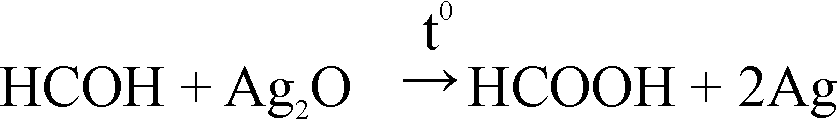 t⁰
HCOH + Ag₂O → HCOOH + 2Ag